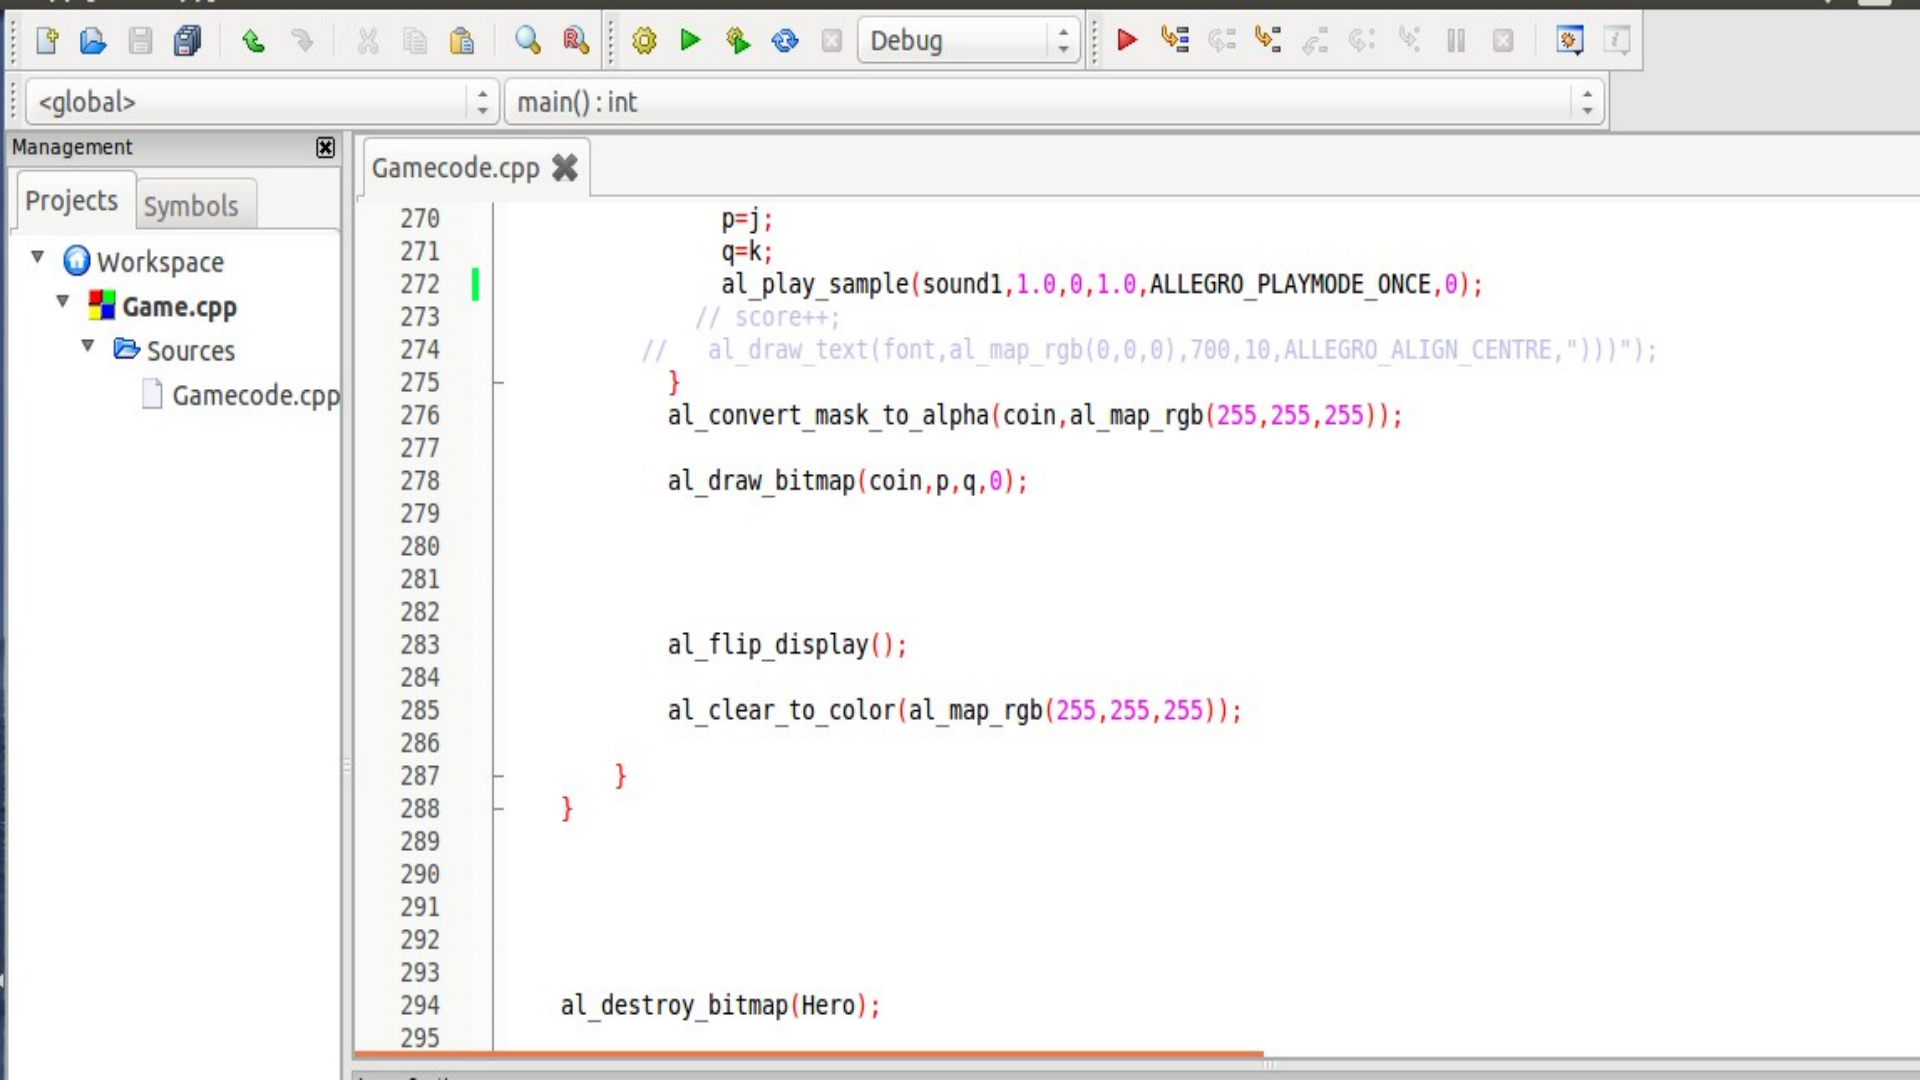 Debug
<global>
main() : int
Management
Projects
Symbols
Workspace
Game.cpp
Sources
Gamecode.cpp
Gamecode.cpp
270 p=j;
271 q=k;
272 al_play_sample(sound1,1.0,0,1.0,ALLEGRO_PLAYMODE_ONCE,0);
273 // score++;
274 // al_draw_text(font,al_map_rgb(0,0,0),700,10,ALLEGRO_ALIGN_CENTRE,")))");
275 }
276 al_convert_mask_to_alpha(coin,al_map_rgb(255,255,255));
277
278 al_draw_bitmap(coin,p,q,0);
279
280
281
282
283 al_flip_display();
284
285 al_clear_to_color(al_map_rgb(255,255,255));
286
287 }
288 }
289
290
291
292
293
294 al_destroy_bitmap(Hero);
295